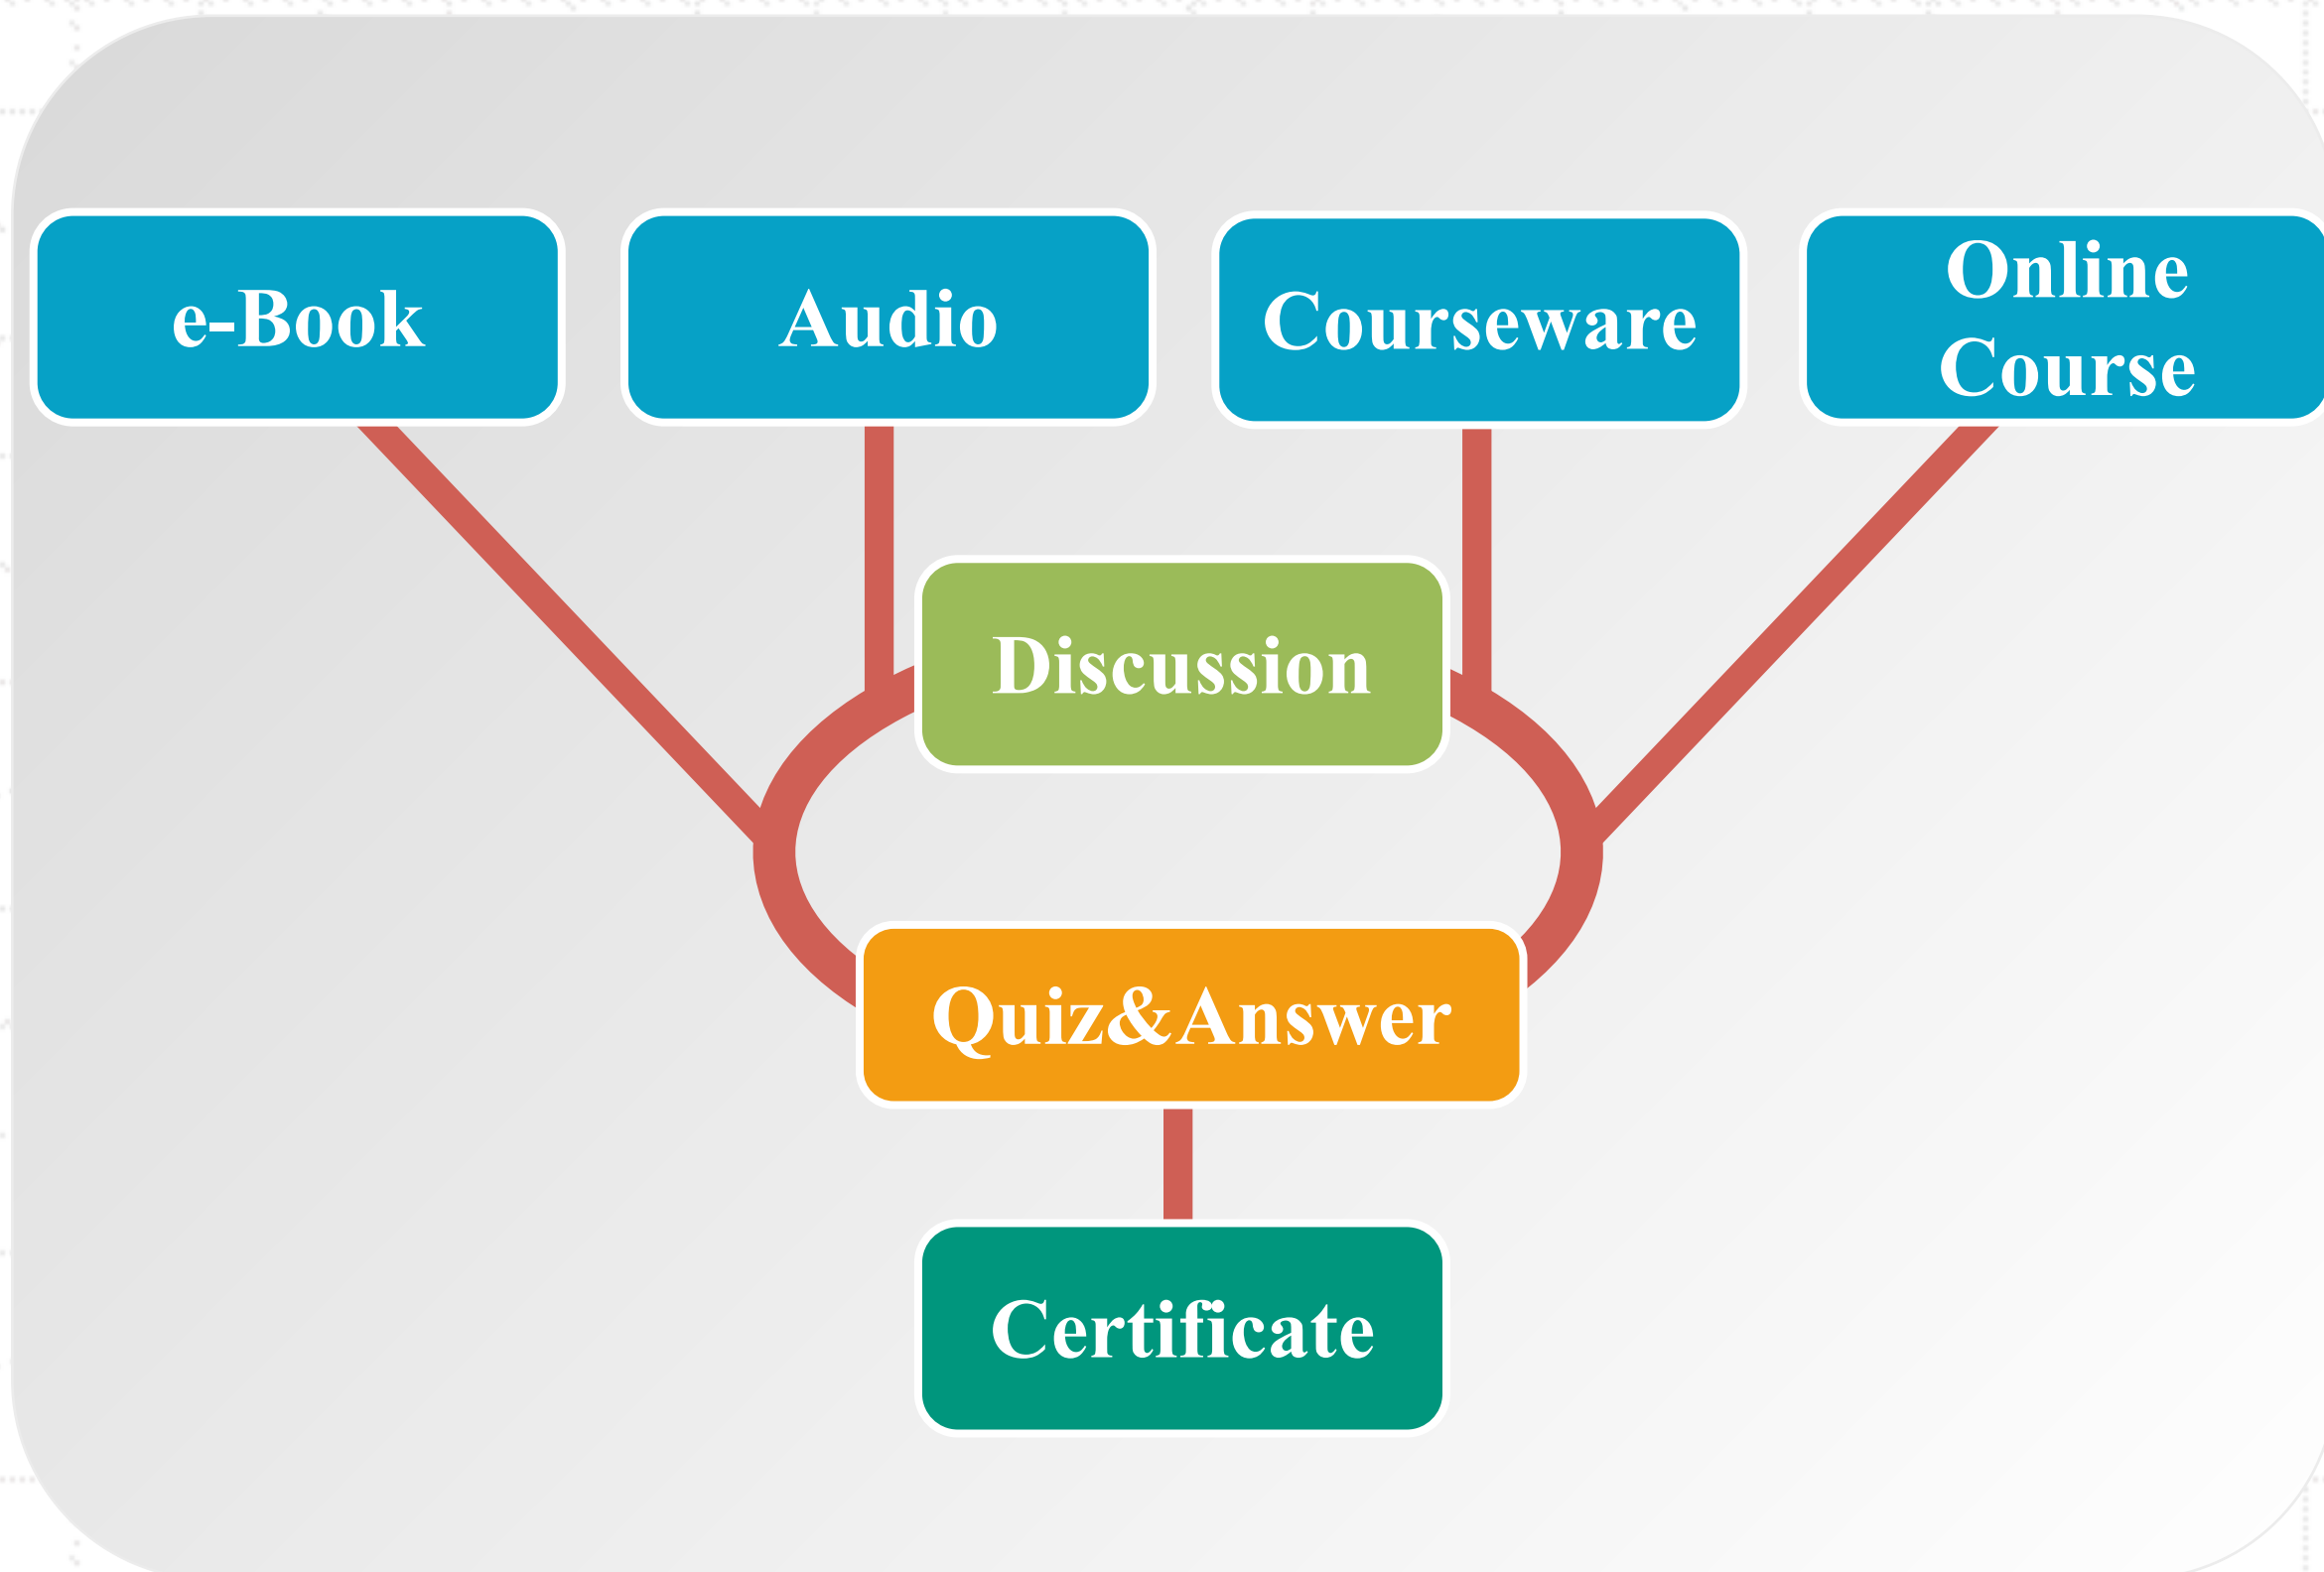 e-Book
Audio
Courseware
Online
Course
Discussion
Quiz&Answer
Certificate